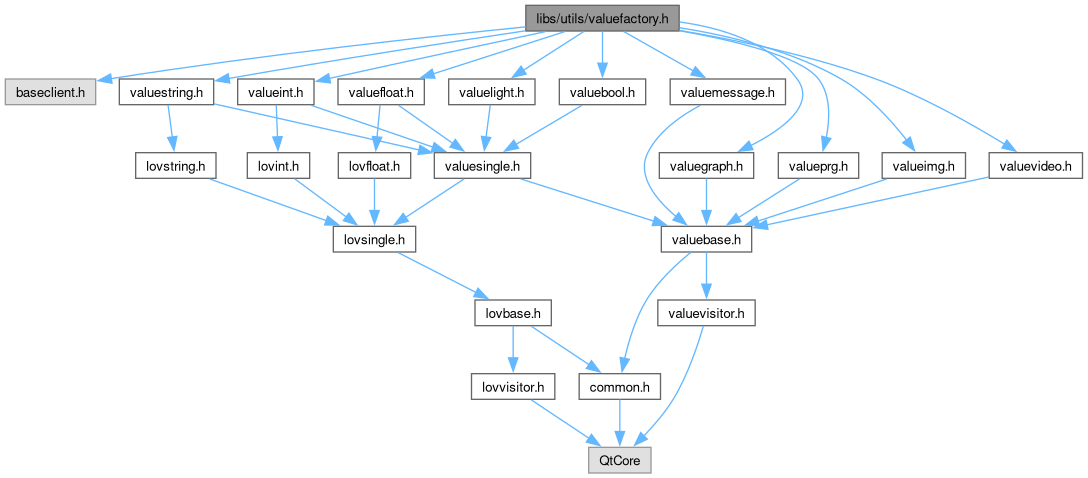 libs/utils/valuefactory.h
baseclient.h
valuestring.h
valueint.h
valuefloat.h
valuelight.h
valuebool.h
valuemessage.h
lovstring.h
lovint.h
lovfloat.h
valuesingle.h
valuegraph.h
valueprg.h
valueimg.h
valuevideo.h
lovsingle.h
valuebase.h
lovbase.h
valuevisitor.h
lovvisitor.h
common.h
QtCore